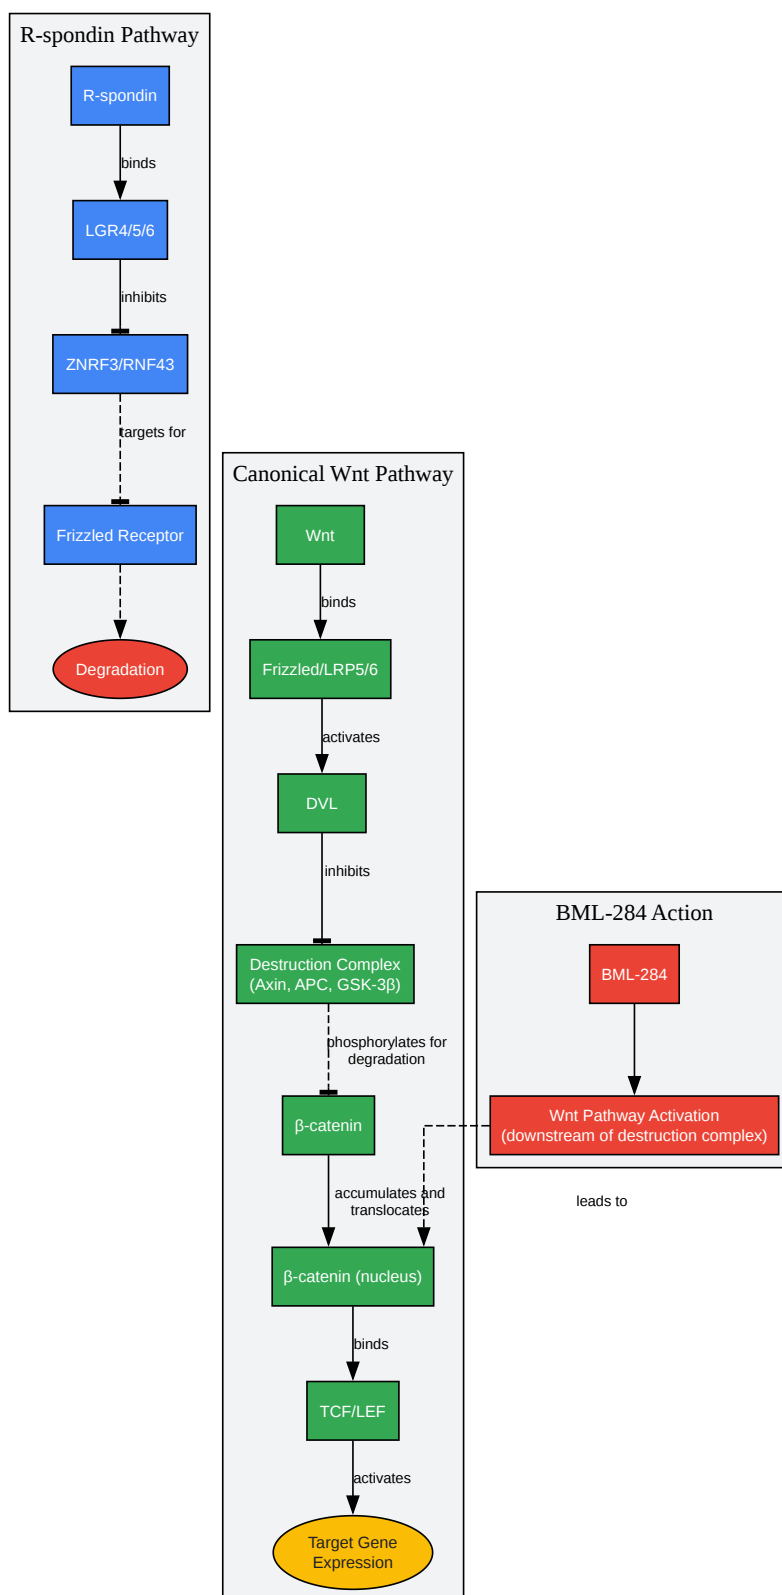 R-spondin Pathway
R-spondin
binds
LGR4/5/6
inhibits
ZNRF3/RNF43
targets for
Frizzled Receptor
Degradation
Canonical Wnt Pathway
Wnt
binds
Frizzled/LRP5/6
activates
DVL
inhibits
Destruction Complex
(Axin, APC, GSK-3β)
phosphorylates for
degradation
β-catenin
accumulates and
translocates
β-catenin (nucleus)
binds
TCF/LEF
activates
Target Gene
Expression
BML-284 Action
BML-284
Wnt Pathway Activation
(downstream of destruction complex)
leads to